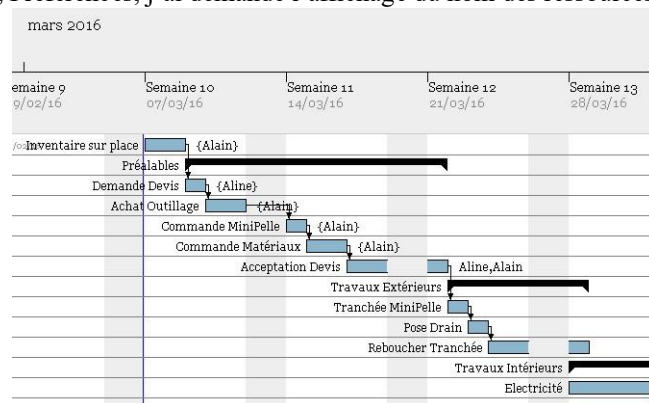 mars 2016
emaine 9 Semaine 10 Semaine 11 Semaine 12 Semaine 13
9/02/16 07/03/16 14/03/16 21/03/16 28/03/16
Inventaire sur place {Alain}
Préalables
Demande Devis {Aline}
Achat Outillage {Alain}
Commande MiniPelle {Alain}
Commande Matériaux {Alain}
Acceptation Devis Aline,Alain
Travaux Extérieurs
Tranchée MiniPelle
Pose Drain
Reboucher Tranchée
Travaux Intérieurs
Electricité